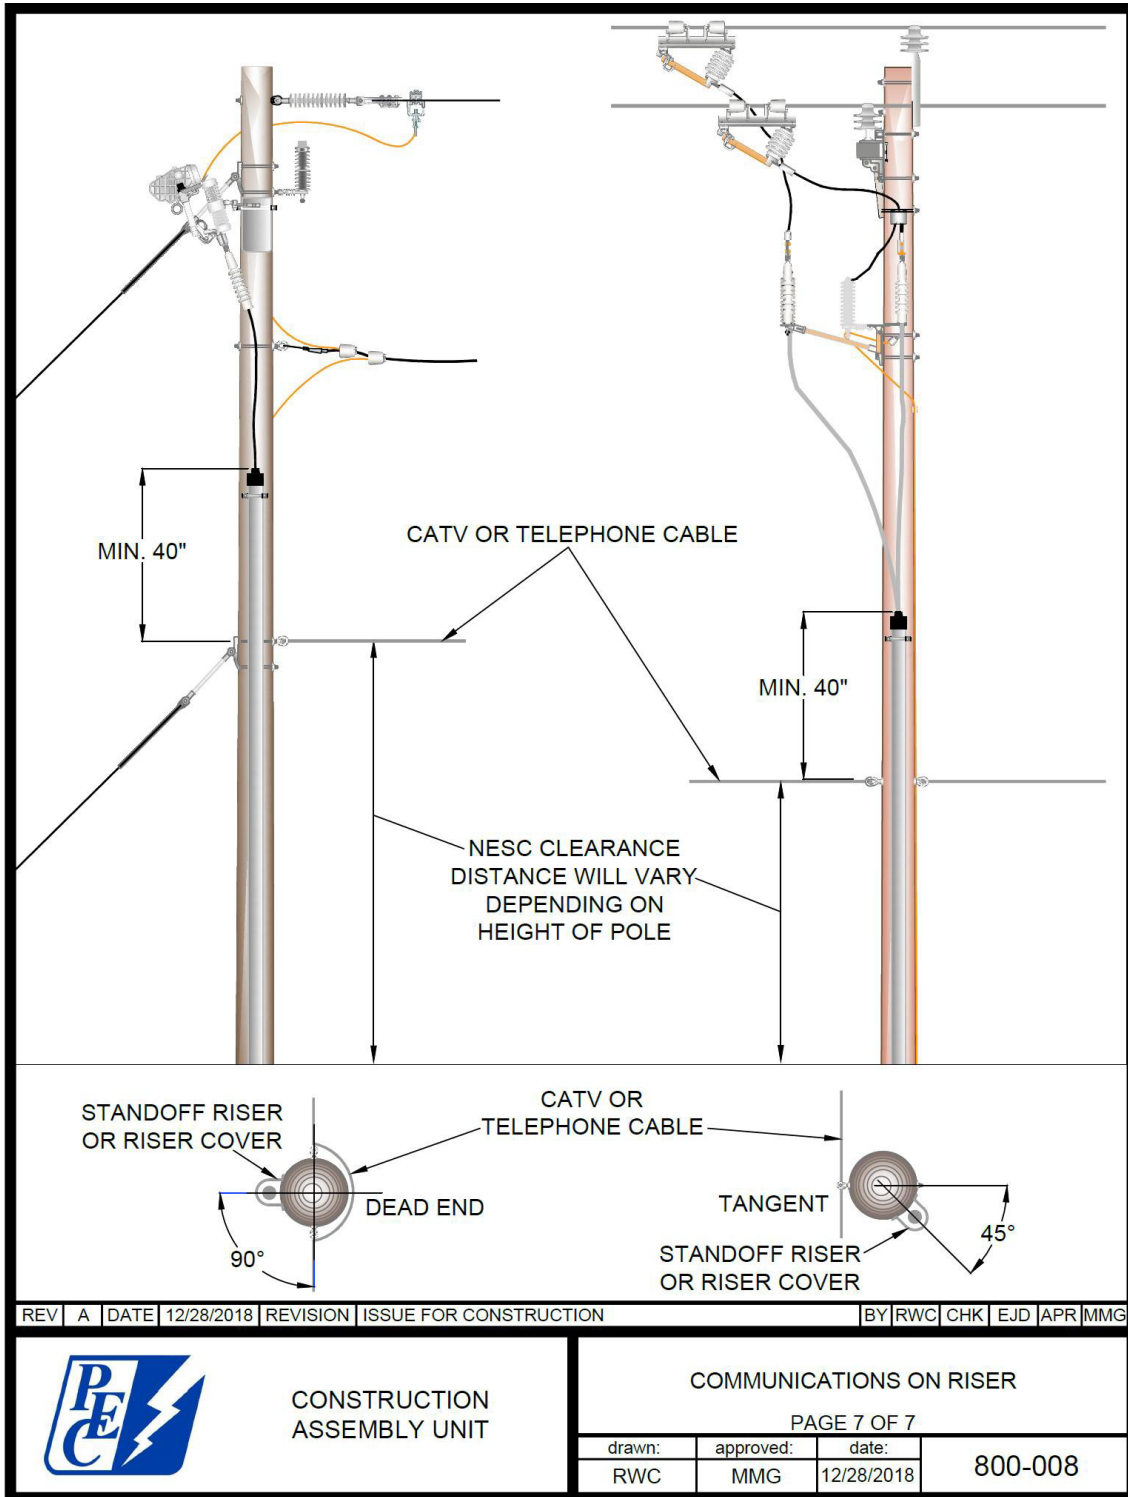 MIN. 40"
CATV OR TELEPHONE CABLE
MIN. 40"
NESC CLEARANCE
DISTANCE WILL VARY
DEPENDING ON
HEIGHT OF POLE
STANDOFF RISER
OR RISER COVER
CATV OR
TELEPHONE CABLE
DEAD END
90°
TANGENT
STANDOFF RISER
OR RISER COVER
45°
REV A DATE 12/28/2018 REVISION ISSUE FOR CONSTRUCTION BY RWC CHK EJD APR MMG
PEC
CONSTRUCTION
ASSEMBLY UNIT
COMMUNICATIONS ON RISER
PAGE 7 OF 7
drawn: approved: date:
RWC MMG 12/28/2018
800-008